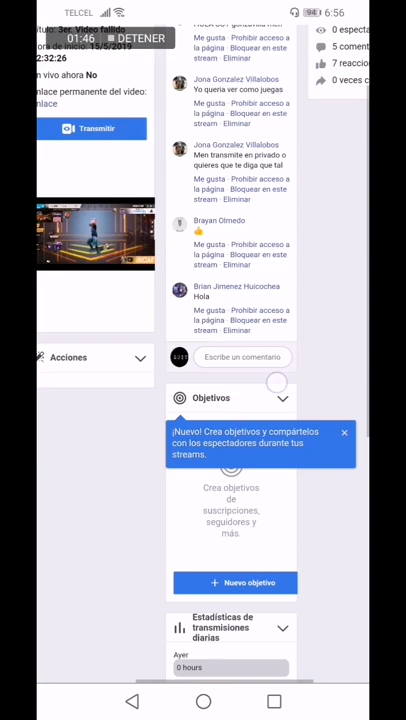 TELCEL
94
6:56
01:46 DETENER
ítulo: 3er. Video fallido
ora de inicio: 15/5/2019
2:32:26
n vivo ahora No
nlace permanente del video:
nlace
Transmitir
Me gusta · Prohibir acceso a
la página · Bloquear en este
stream · Eliminar
Jona Gonzalez Villalobos
Yo queria ver como juegas
Me gusta · Prohibir acceso a
la página · Bloquear en este
stream · Eliminar
Jona Gonzalez Villalobos
Men transmite en privado o
quieres que te diga que tal
Me gusta · Prohibir acceso a
la página · Bloquear en este
stream · Eliminar
Brayan Olmedo
👍
Me gusta · Prohibir acceso a
la página · Bloquear en este
stream · Eliminar
Brian Jimenez Huicochea
Hola
Me gusta · Prohibir acceso a
la página · Bloquear en este
stream · Eliminar
Escribe un comentario
0 especta
5 coment
7 reaccio
0 veces c
Acciones
Objetivos
¡Nuevo! Crea objetivos y compártelos
con los espectadores durante tus
streams.
Crea objetivos
de
suscripciones,
seguidores y
más.
+ Nuevo objetivo
Estadísticas de
transmisiones
diarias
Ayer
0 hours